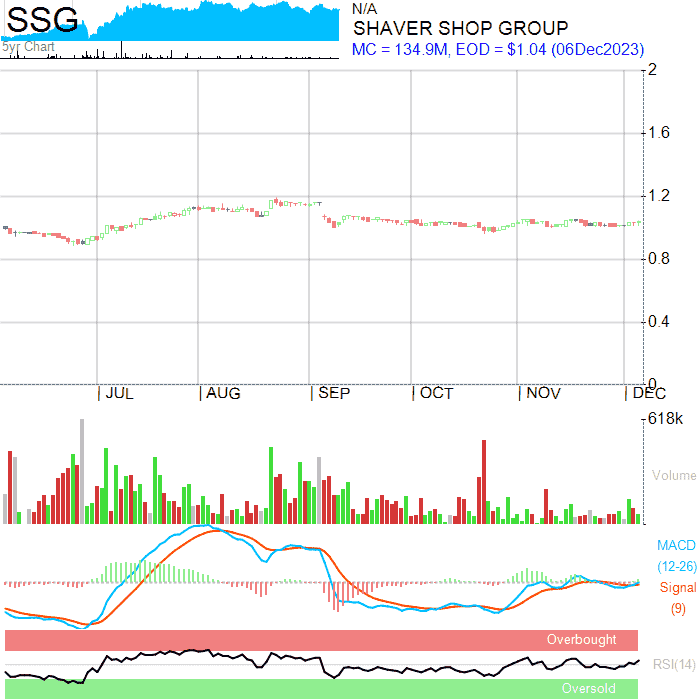 SSG
5yr Chart
N/A
SHAVER SHOP GROUP
MC = 134.9M, EOD = $1.04 (06Dec2023)
2
1.6
1.2
0.8
0.4
0
| JUL | AUG | SEP | OCT | NOV | DEC
618k
Volume
MACD
(12-26)
Signal
(9)
Overbought
RSI(14)
Oversold